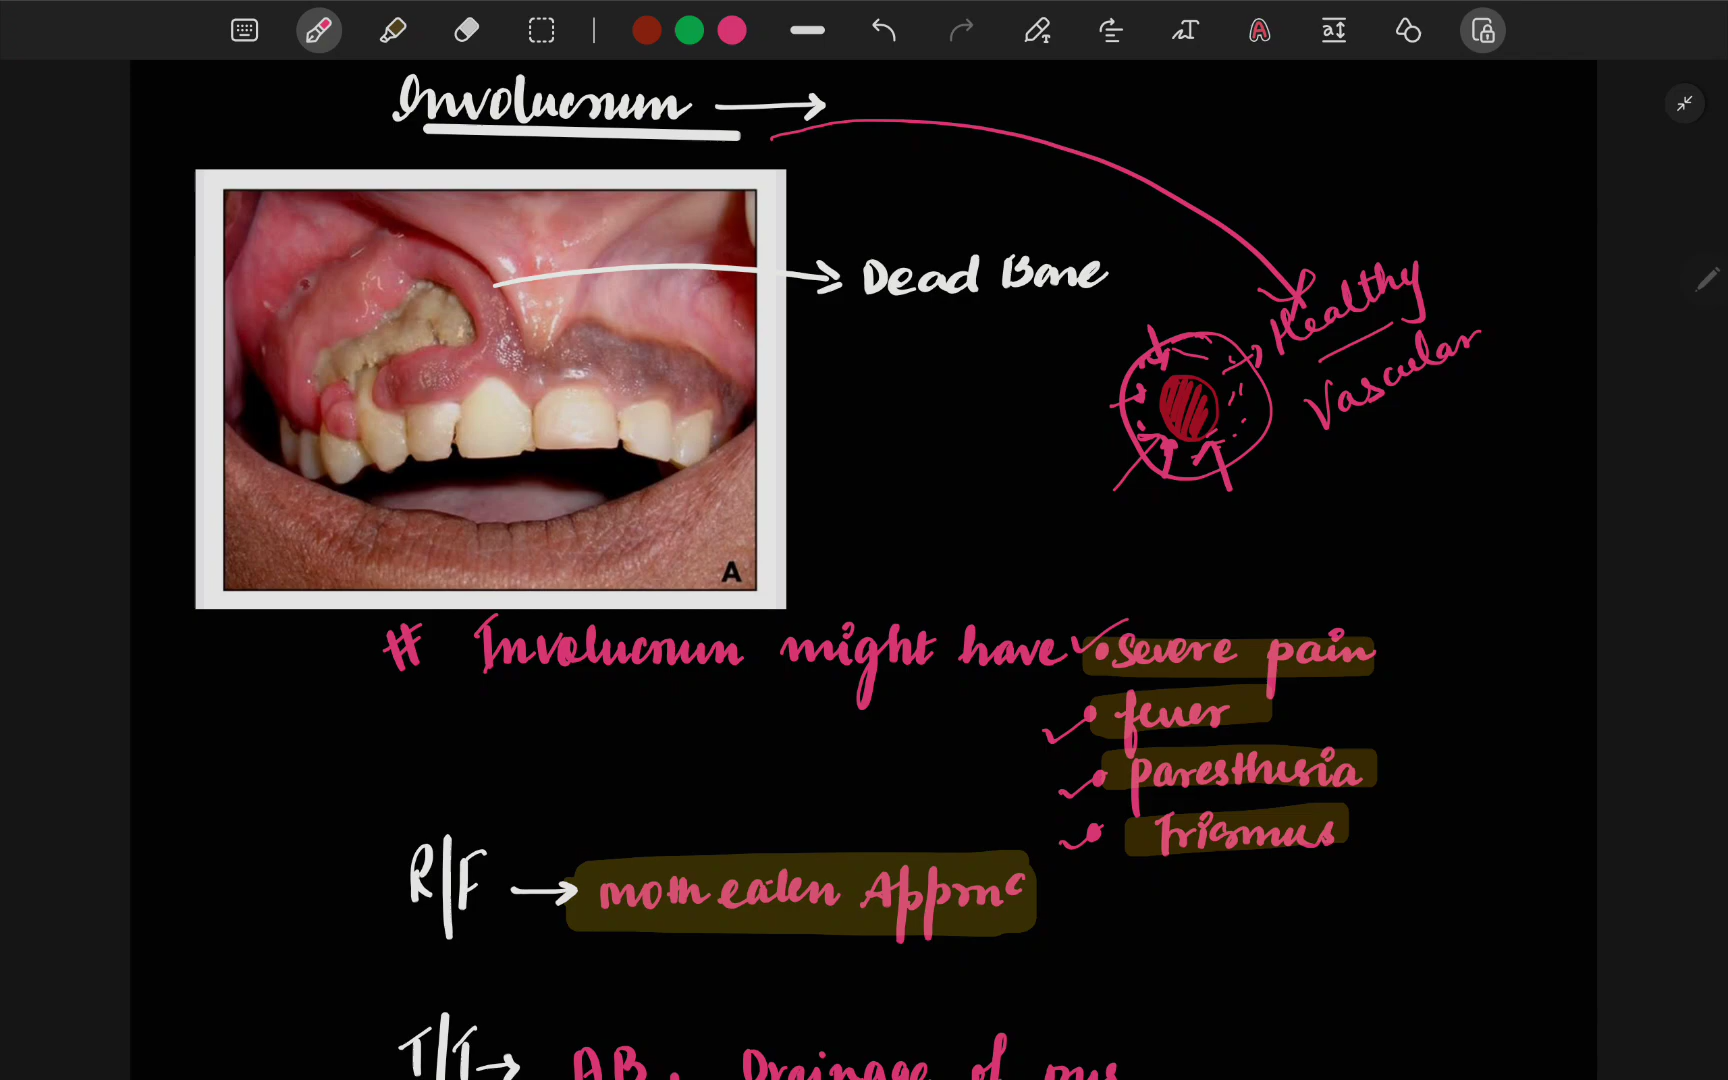 Involucrum →
→ Dead Bone
Healthy
Vascular
A
# Involucrum might have • Severe pain
• fever
• paresthesia
• Trismus
R/F → moth eaten Apprnc
T/T → AB, Drainage of pus